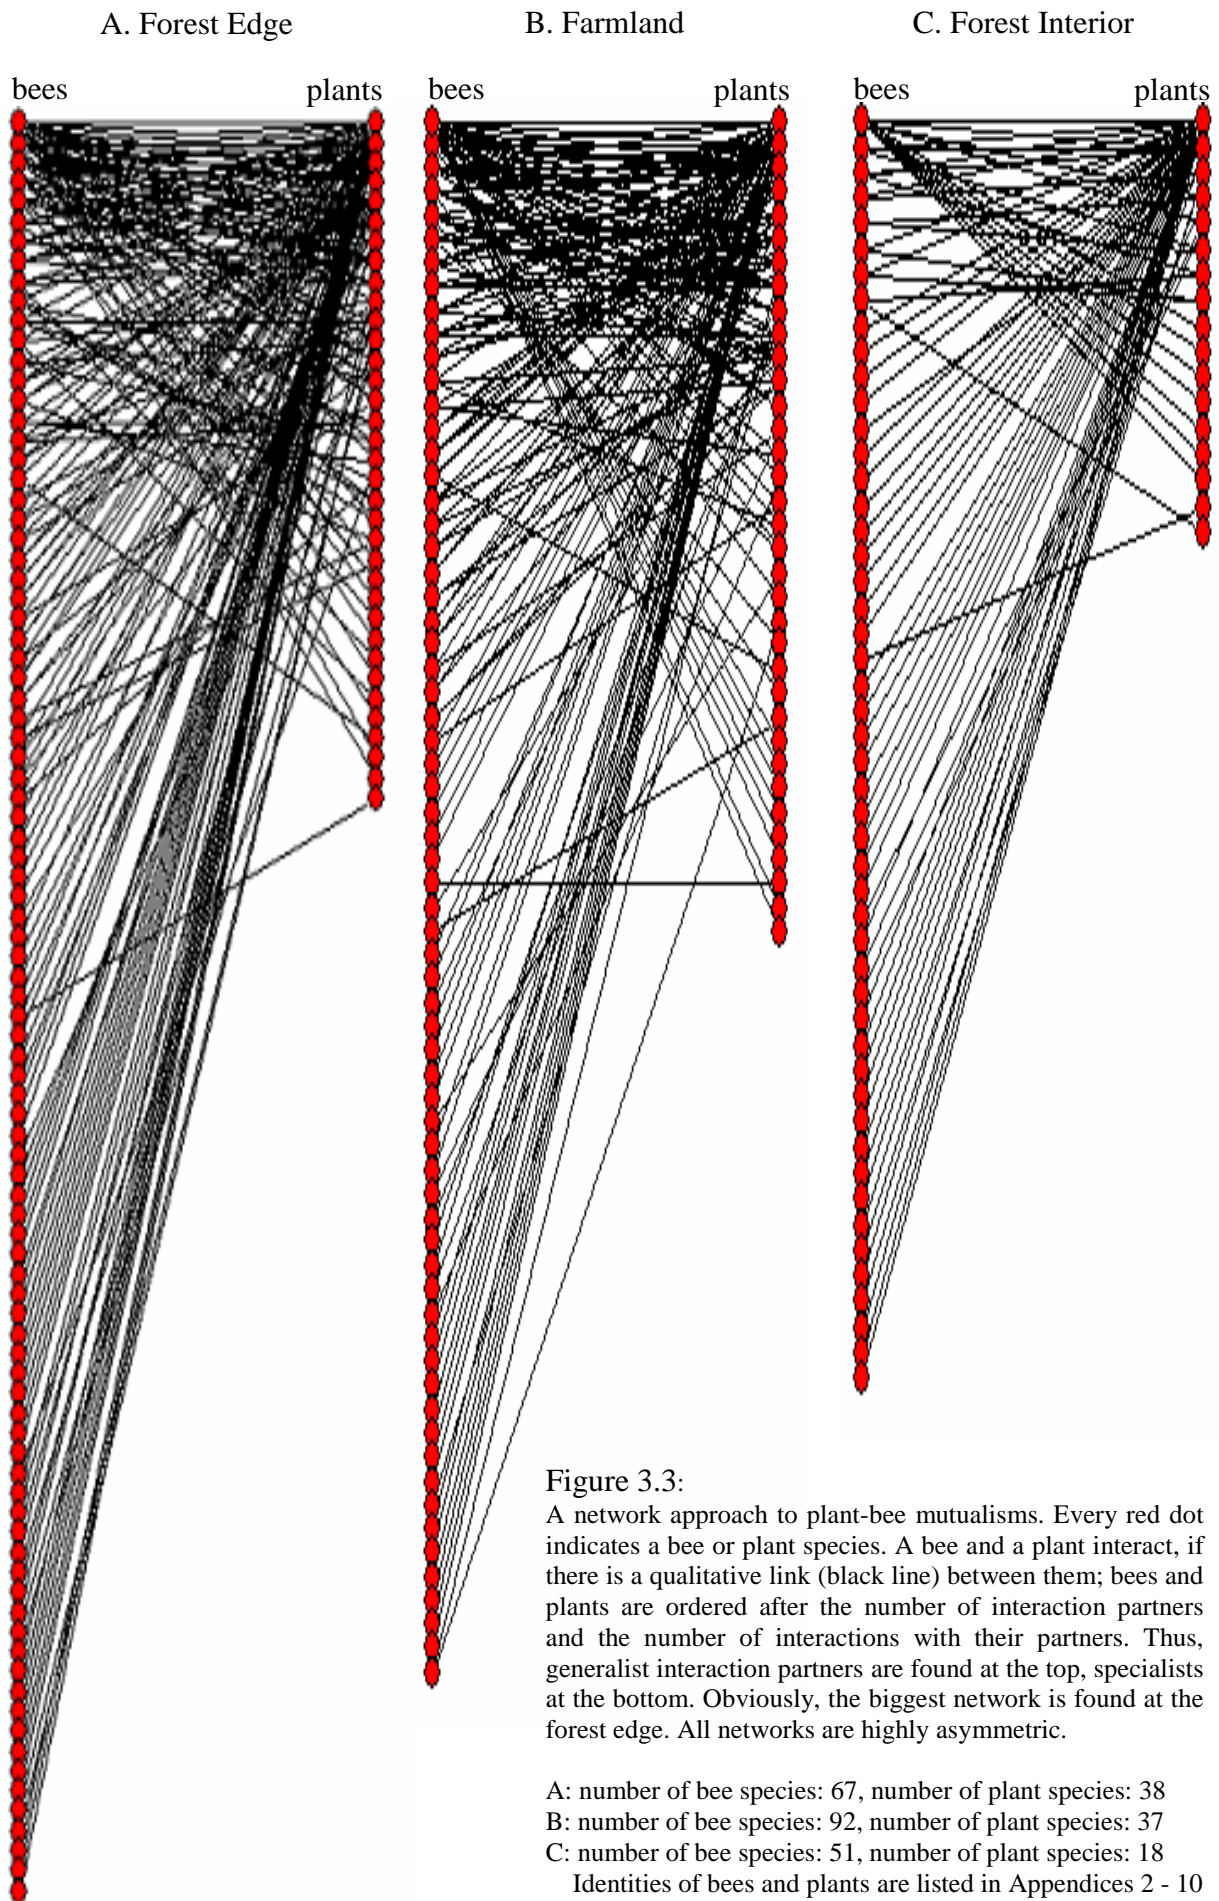 A. Forest Edge
B. Farmland
C. Forest Interior
bees
plants
bees
plants
bees
plants
Figure 3.3:
A network approach to plant-bee mutualisms. Every red dot
indicates a bee or plant species. A bee and a plant interact, if
there is a qualitative link (black line) between them; bees and
plants are ordered after the number of interaction partners
and the number of interactions with their partners. Thus,
generalist interaction partners are found at the top, specialists
at the bottom. Obviously, the biggest network is found at the
forest edge. All networks are highly asymmetric.
A: number of bee species: 67, number of plant species: 38
B: number of bee species: 92, number of plant species: 37
C: number of bee species: 51, number of plant species: 18
Identities of bees and plants are listed in Appendices 2 - 10